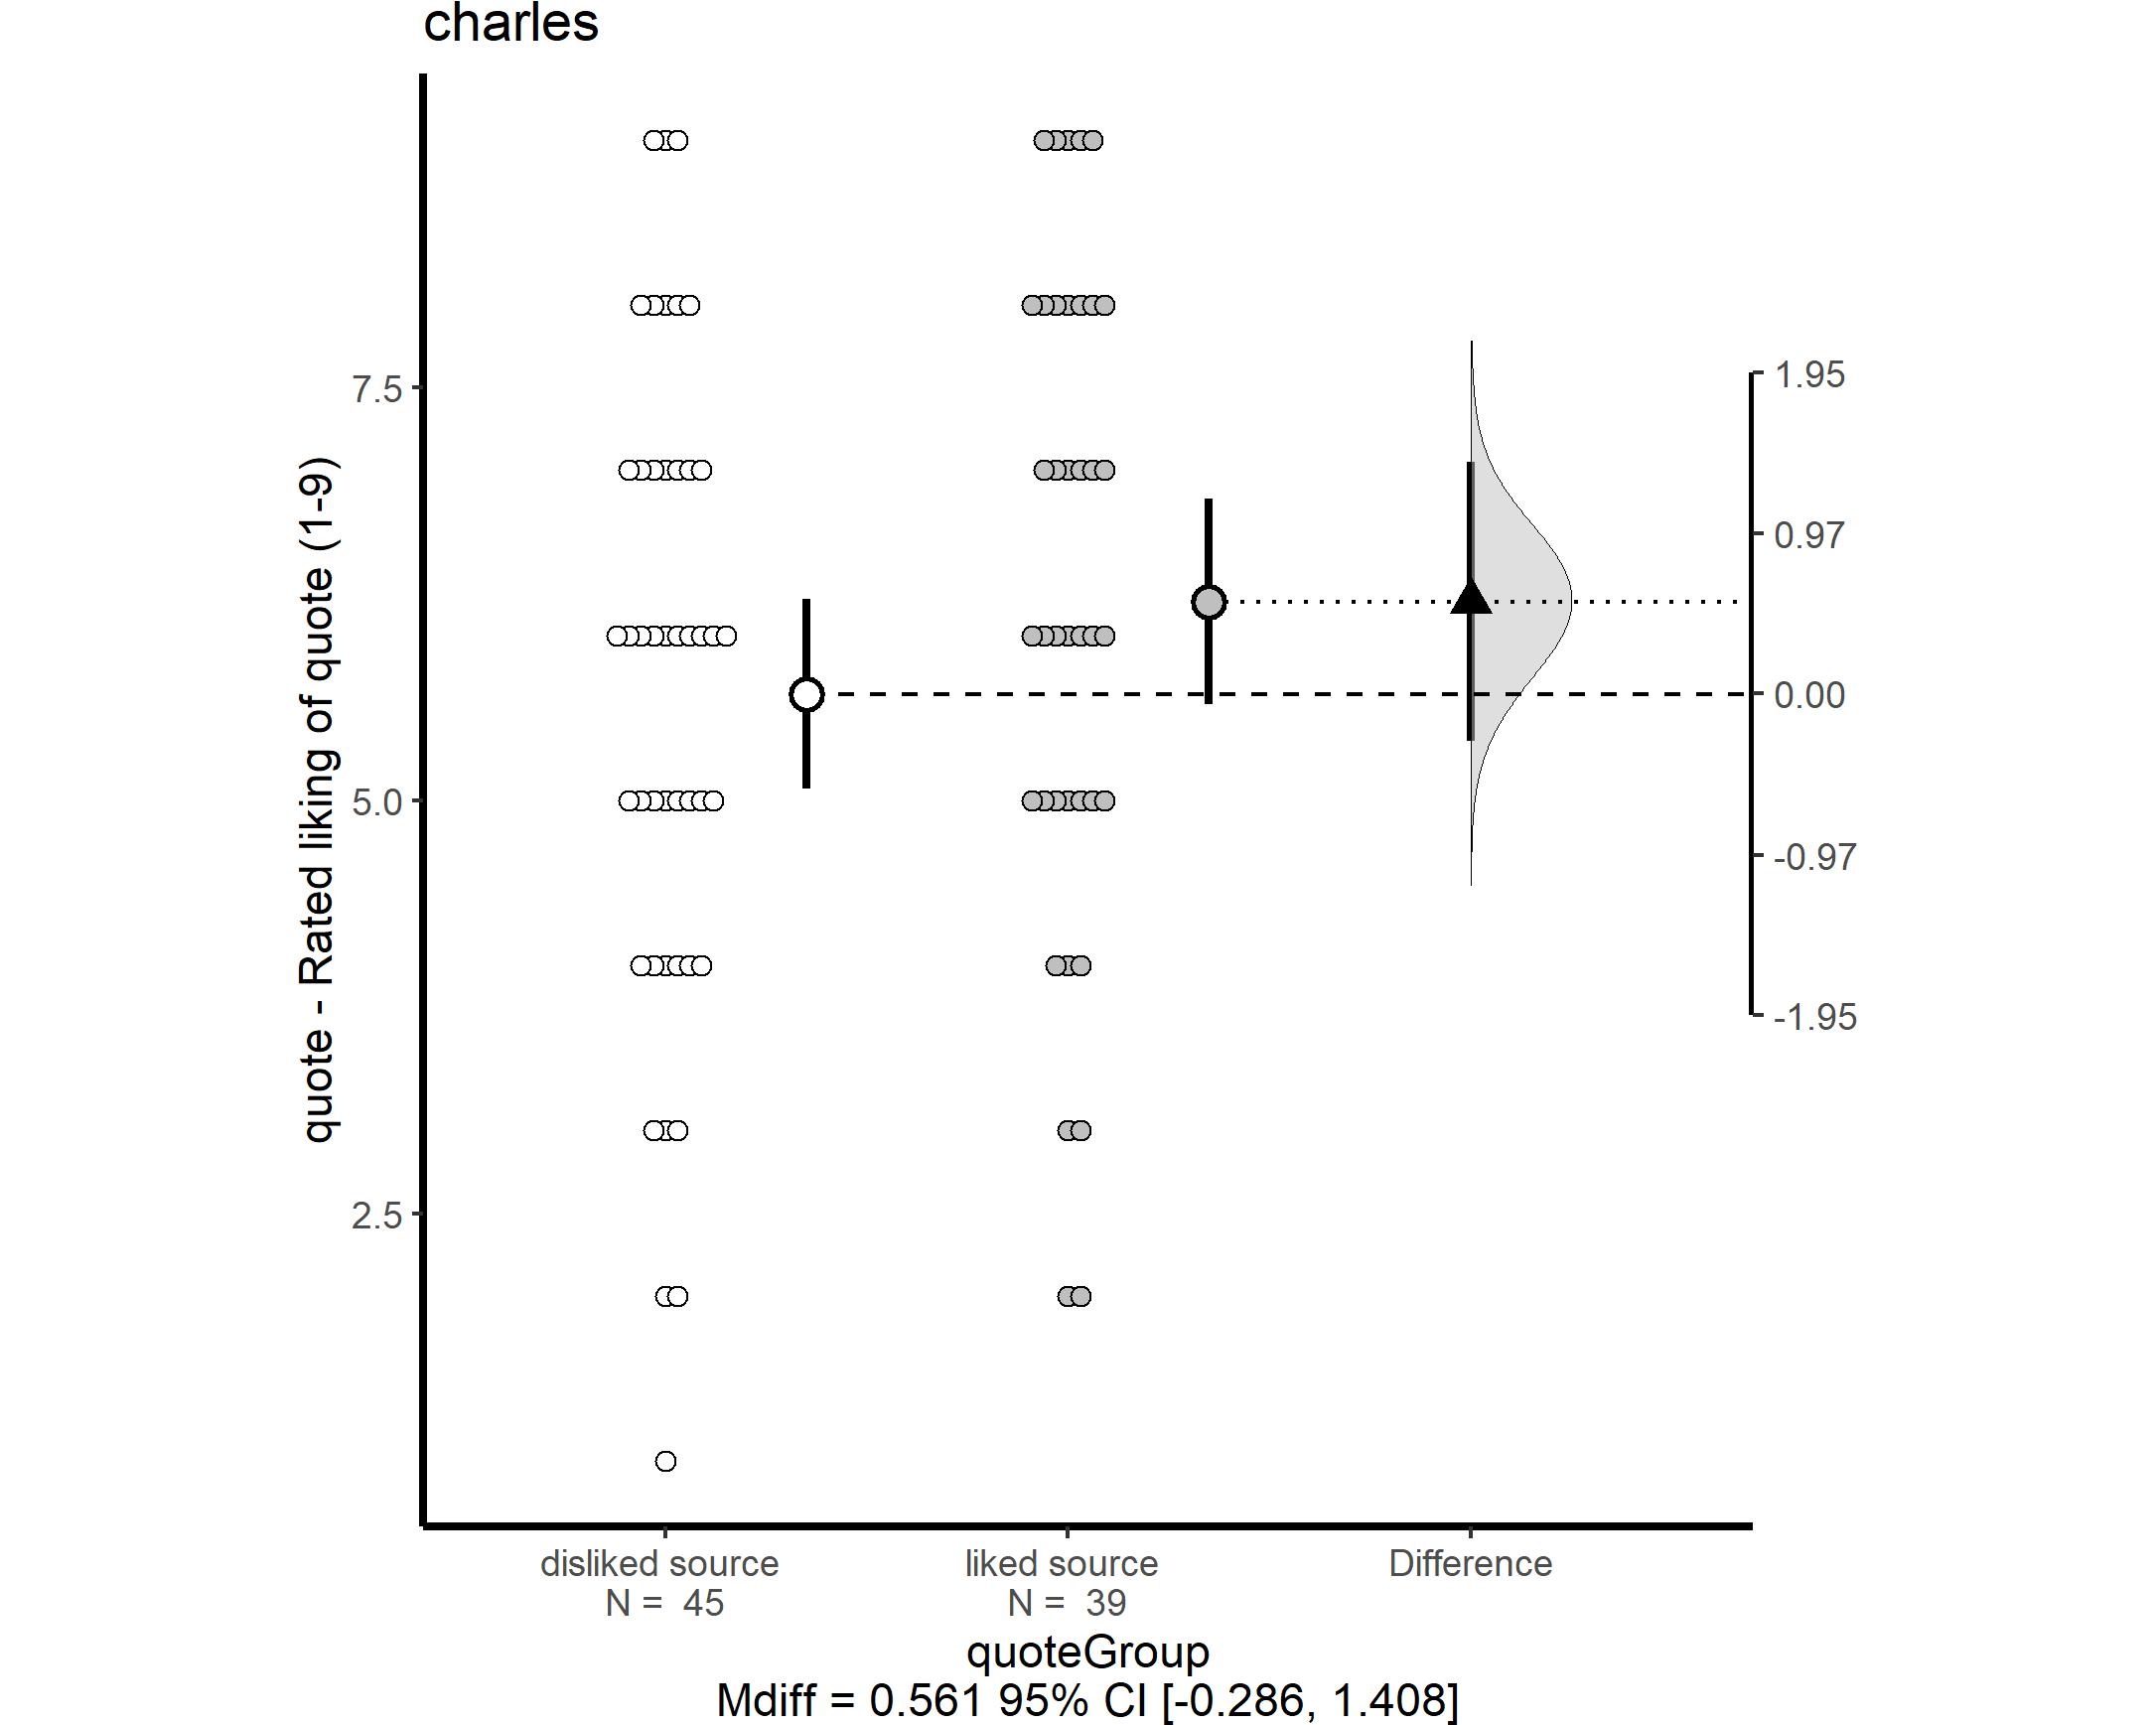 charles
quote - Rated liking of quote (1-9)
7.5
5.0
2.5
1.95
0.97
0.00
-0.97
-1.95
disliked source
N =  45
liked source
N =  39
Difference
quoteGroup
Mdiff = 0.561 95% CI [-0.286, 1.408]